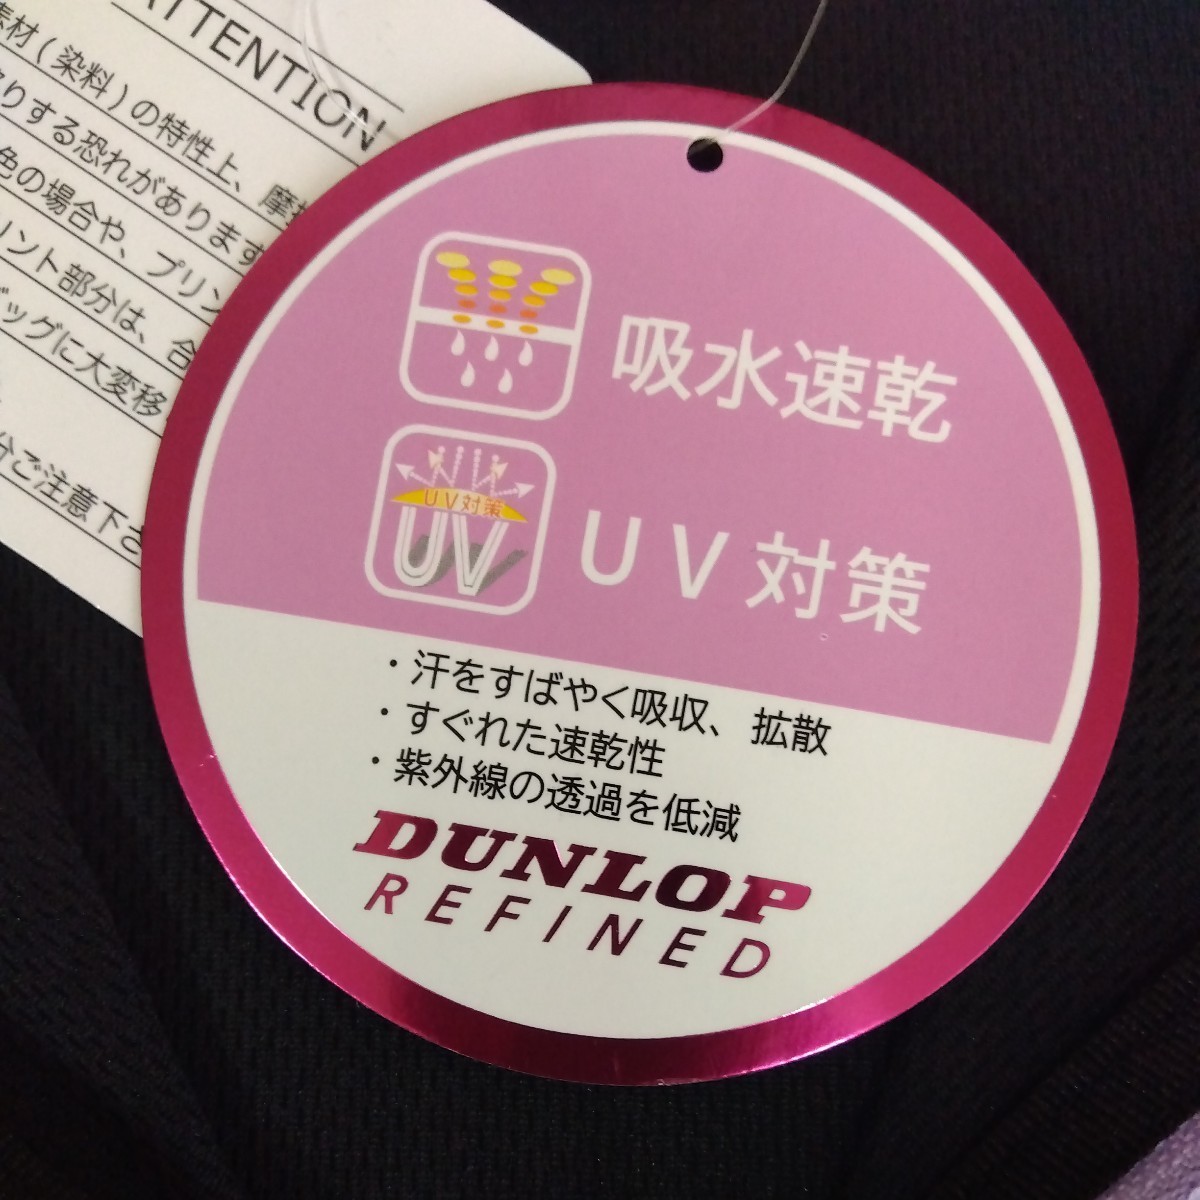 ATTENTION
素材(染料)の特性上、摩
りする恐れがあります
色の場合や、プリン
リント部分は、合
ッグに大変移
分ご注意下さ
吸水速乾
UV対策
UV
UV対策
・汗をすばやく吸収、拡散
・すぐれた速乾性
・紫外線の透過を低減
DUNLOP
REFINED